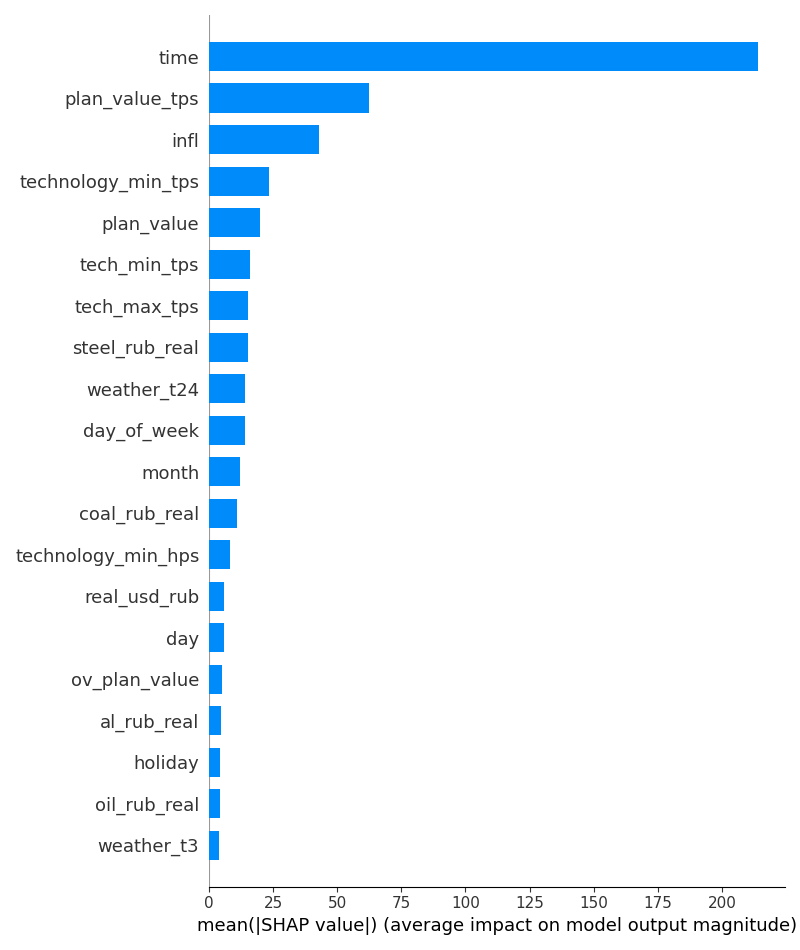 time
plan_value_tps
infl
technology_min_tps
plan_value
tech_min_tps
tech_max_tps
steel_rub_real
weather_t24
day_of_week
month
coal_rub_real
technology_min_hps
real_usd_rub
day
ov_plan_value
al_rub_real
holiday
oil_rub_real
weather_t3
0 25 50 75 100 125 150 175 200
mean(|SHAP value|) (average impact on model output magnitude)